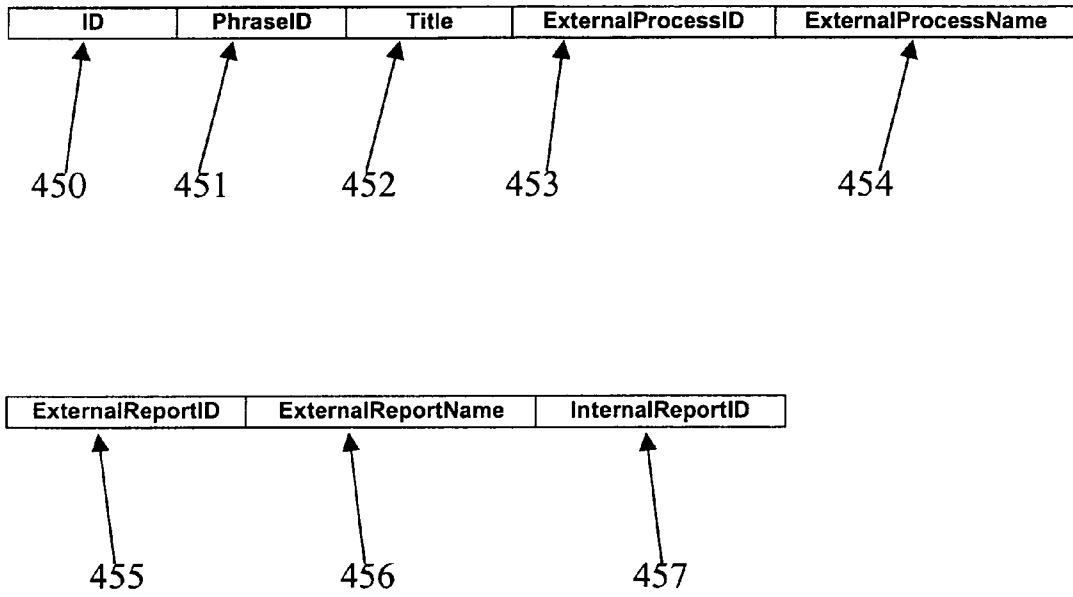 ID PhraseID Title ExternalProcessID ExternalProcessName
450 451 452 453 454
ExternalReportID ExternalReportName InternalReportID
455 456 457